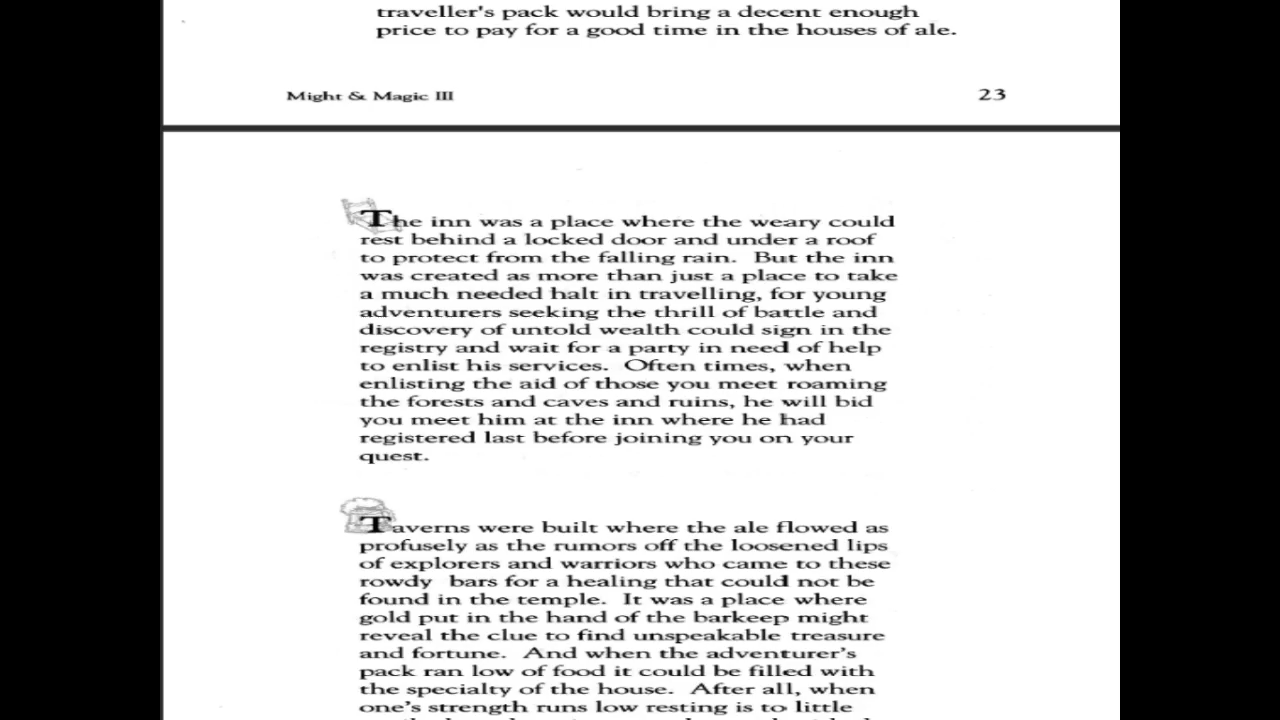 traveller's pack would bring a decent enough
price to pay for a good time in the houses of ale.
Might & Magic III
23
The inn was a place where the weary could
rest behind a locked door and under a roof
to protect from the falling rain. But the inn
was created as more than just a place to take
a much needed halt in travelling, for young
adventurers seeking the thrill of battle and
discovery of untold wealth could sign in the
registry and wait for a party in need of help
to enlist his services. Often times, when
enlisting the aid of those you meet roaming
the forests and caves and ruins, he will bid
you meet him at the inn where he had
registered last before joining you on your
quest.
Taverns were built where the ale flowed as
profusely as the rumors off the loosened lips
of explorers and warriors who came to these
rowdy bars for a healing that could not be
found in the temple. It was a place where
gold put in the hand of the barkeep might
reveal the clue to find unspeakable treasure
and fortune. And when the adventurer's
pack ran low of food it could be filled with
the specialty of the house. After all, when
one's strength runs low resting is to little